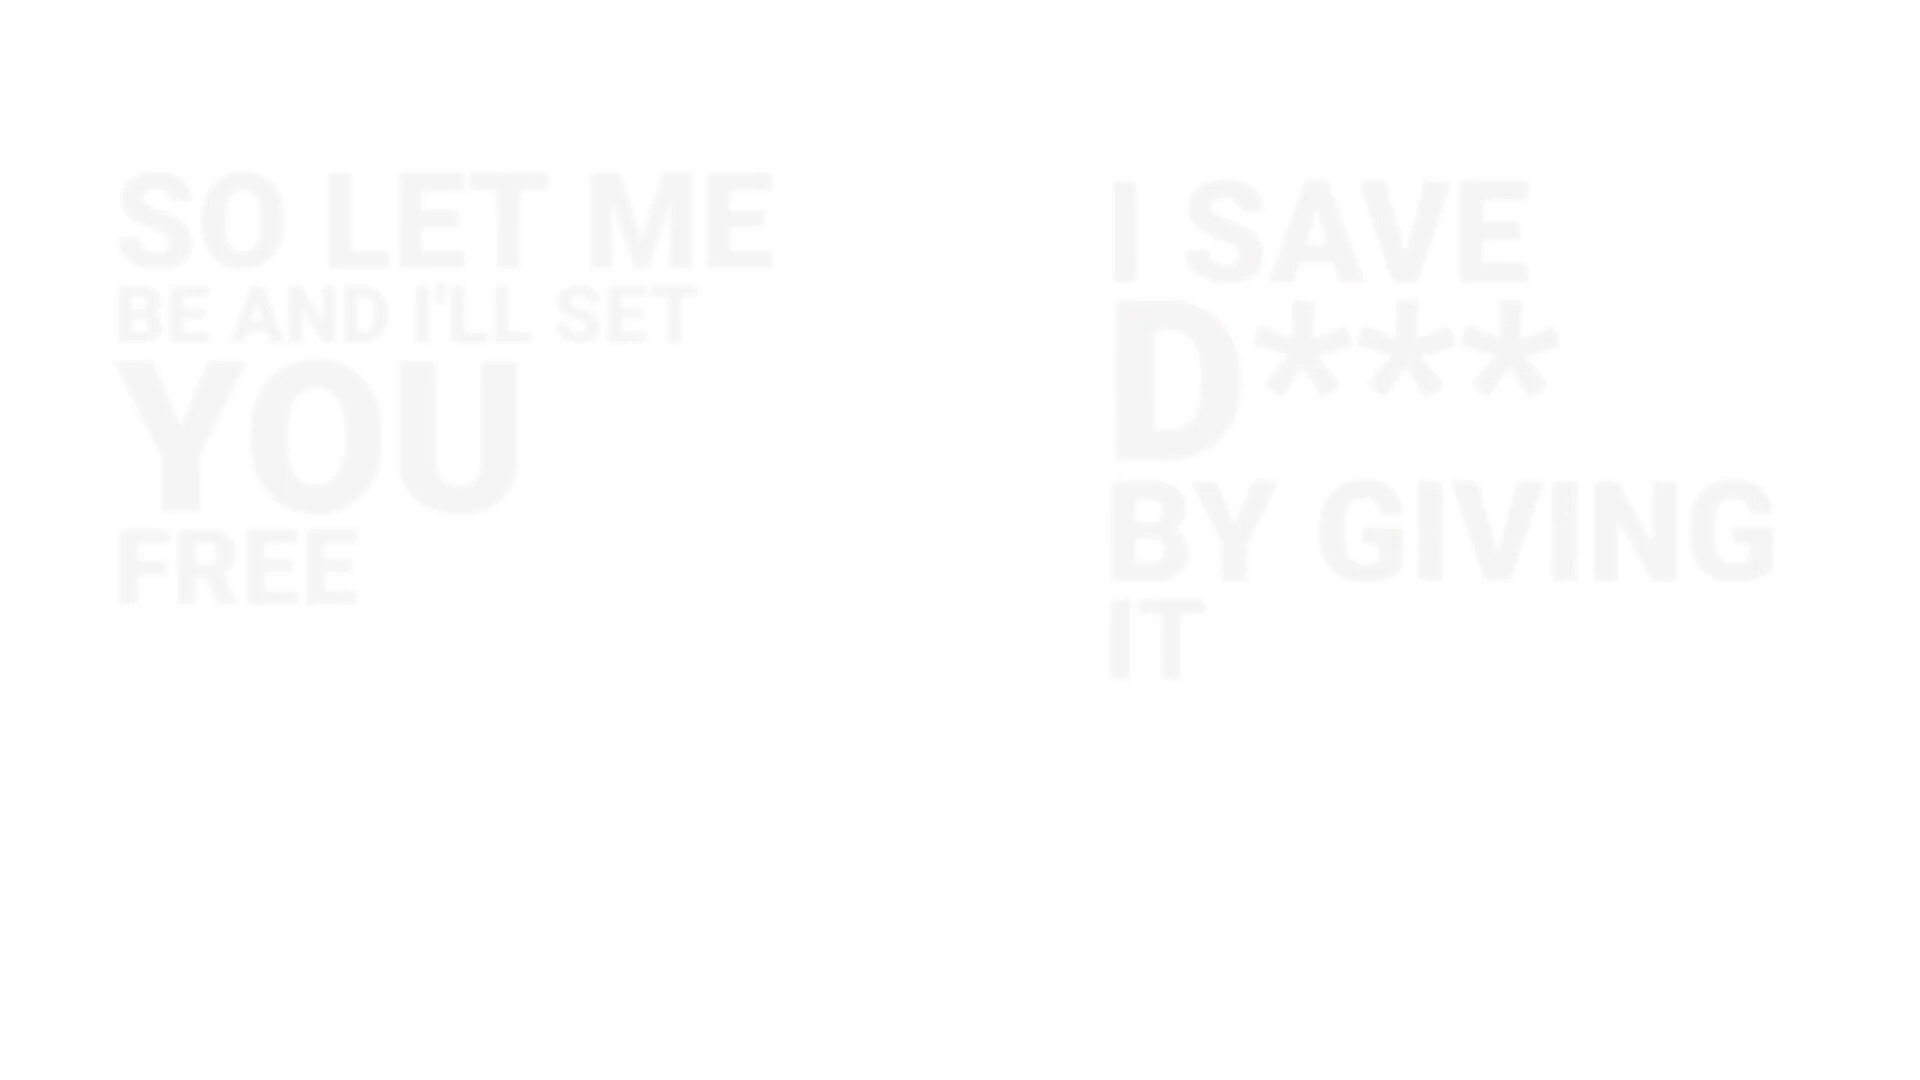 SO LET ME
BE AND I'LL SET
YOU
FREE
I SAVE
D***
BY GIVING
IT